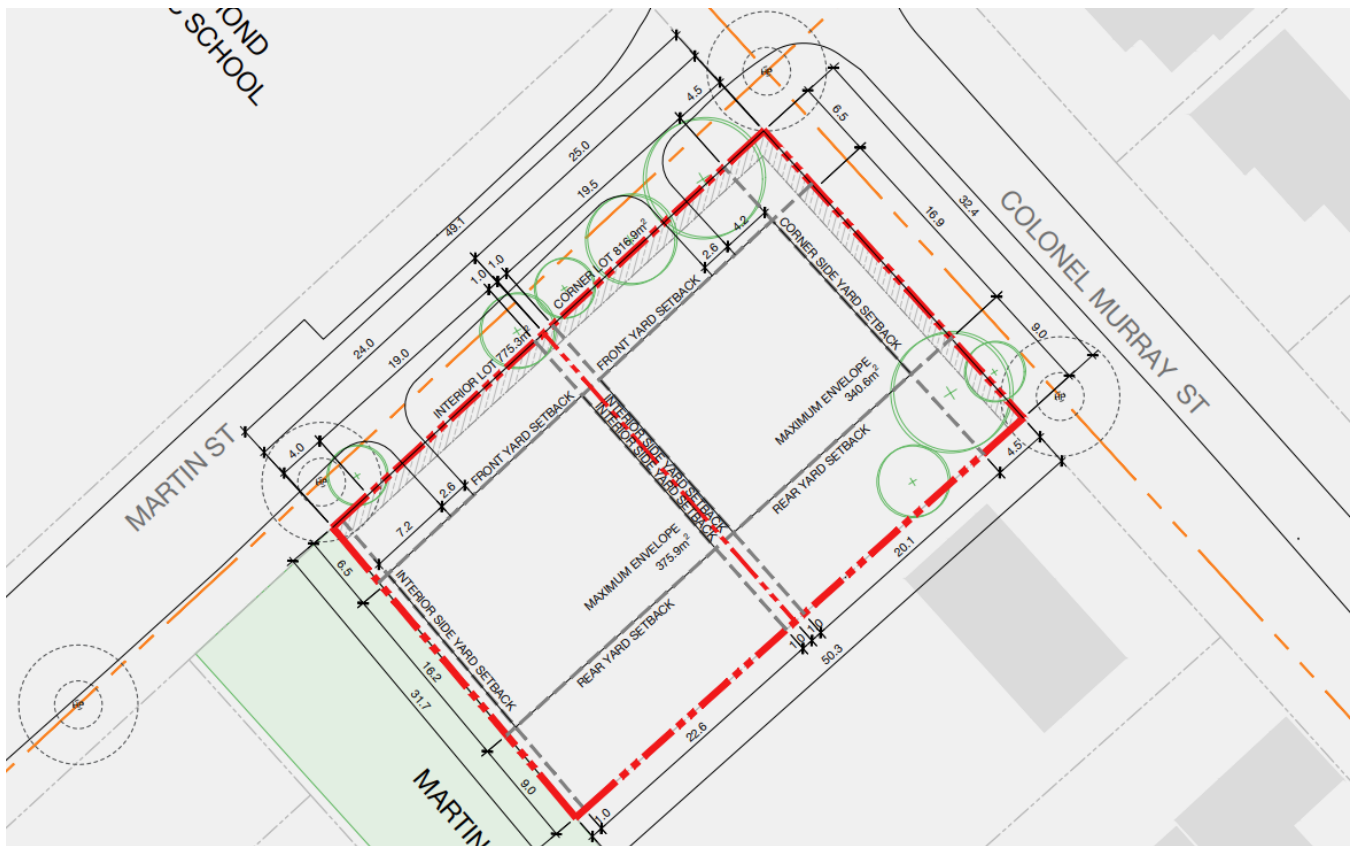 MOND
C SCHOOL
4.5
25.0
19.5
49.1
1.0
1.0
24.0
19.0
4.0
MARTIN ST
CORNER LOT 816.9m²
INTERIOR LOT 775.3m²
6.5
32.4
16.9
9.0
4.5
COLONEL MURRAY ST
4.2
2.6
FRONT YARD SETBACK
CORNER SIDE YARD SETBACK
MAXIMUM ENVELOPE
340.6m²
REAR YARD SETBACK
INTERIOR SIDE YARD SETBACK
INTERIOR SIDE YARD SETBACK
FRONT YARD SETBACK
2.6
7.2
MAXIMUM ENVELOPE
375.9m²
REAR YARD SETBACK
INTERIOR SIDE YARD SETBACK
6.5
16.2
31.7
9.0
1.0
22.6
1.0
1.0
50.3
20.1
MARTIN